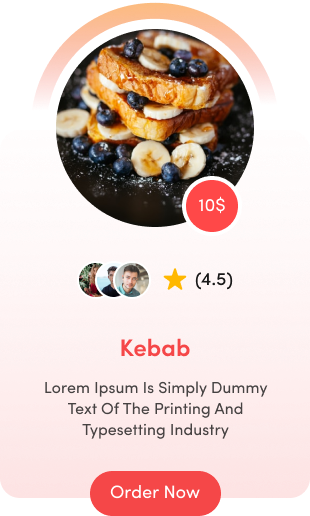 10$
(4.5)
Kebab
Lorem Ipsum Is Simply Dummy
Text Of The Printing And
Typesetting Industry
Order Now